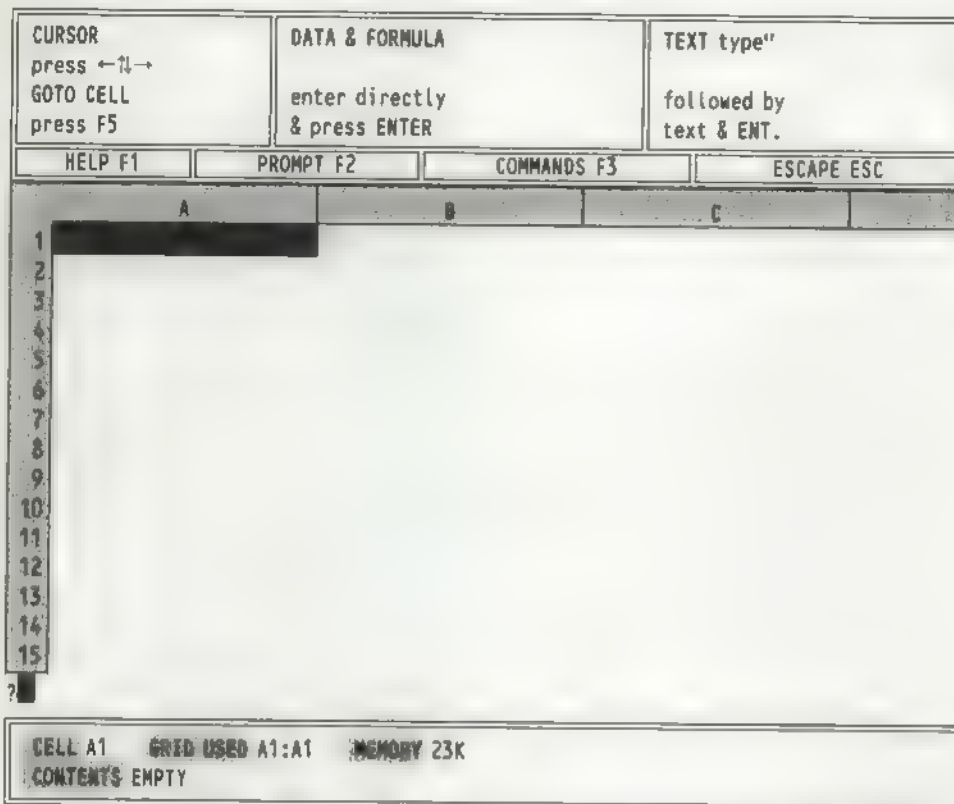 CURSOR
press ←⇅→
GOTO CELL
press F5
DATA & FORMULA
enter directly
& press ENTER
TEXT type"
followed by
text & ENT.
HELP F1 PROMPT F2 COMMANDS F3 ESCAPE ESC
A B C
1
2
3
4
5
6
7
8
9
10
11
12
13
14
15
?
CELL A1 GRID USED A1:A1 MEMORY 23K
CONTENTS EMPTY